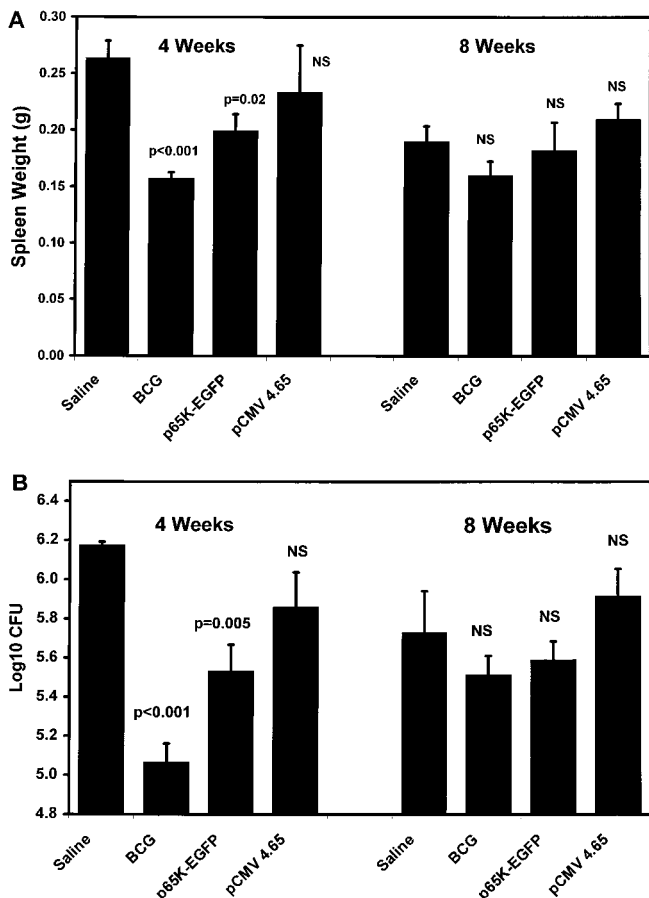 A
0.30
4 Weeks
8 Weeks
NS
0.25
p=0.02
NS
NS
0.20
p<0.001
NS
0.15
Spleen Weight (g)
0.10
0.05
0.00
Saline
BCG
p65K-EGFP
pCMV 4.65
Saline
BCG
p65K-EGFP
pCMV 4.65
B
6.4
4 Weeks
8 Weeks
6.2
NS
NS
6.0
p=0.005
NS
NS
5.8
5.6
Log10 CFU
5.4
p<0.001
5.2
5.0
4.8
Saline
BCG
p65K-EGFP
pCMV 4.65
Saline
BCG
p65K-EGFP
pCMV 4.65